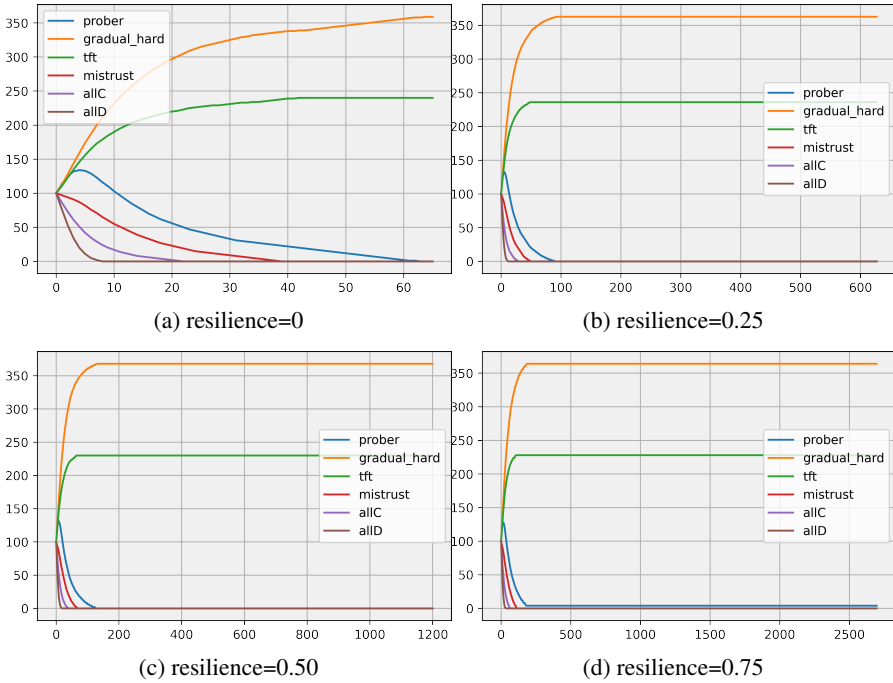 350
300
250
200
150
100
50
0
prober
gradual_hard
tft
mistrust
allC
allD
0 10 20 30 40 50 60
(a) resilience=0
350
300
250
200
150
100
50
0
prober
gradual_hard
tft
mistrust
allC
allD
0 100 200 300 400 500 600
(b) resilience=0.25
350
300
250
200
150
100
50
0
prober
gradual_hard
tft
mistrust
allC
allD
0 200 400 600 800 1000 1200
(c) resilience=0.50
350
300
250
200
150
100
50
0
prober
gradual_hard
tft
mistrust
allC
allD
0 500 1000 1500 2000 2500
(d) resilience=0.75